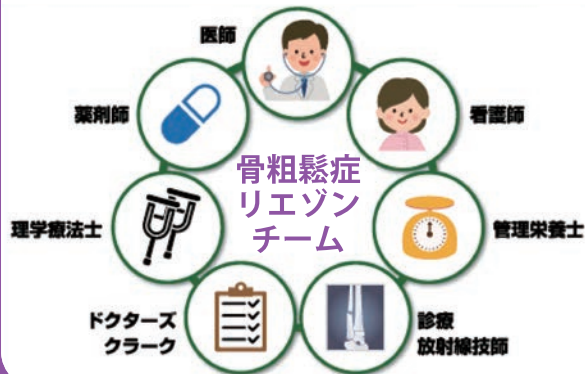 医師
看護師
管理栄養士
診療
放射線技師
ドクターズ
クラーク
理学療法士
薬剤師
骨粗鬆症
リエゾン
チーム